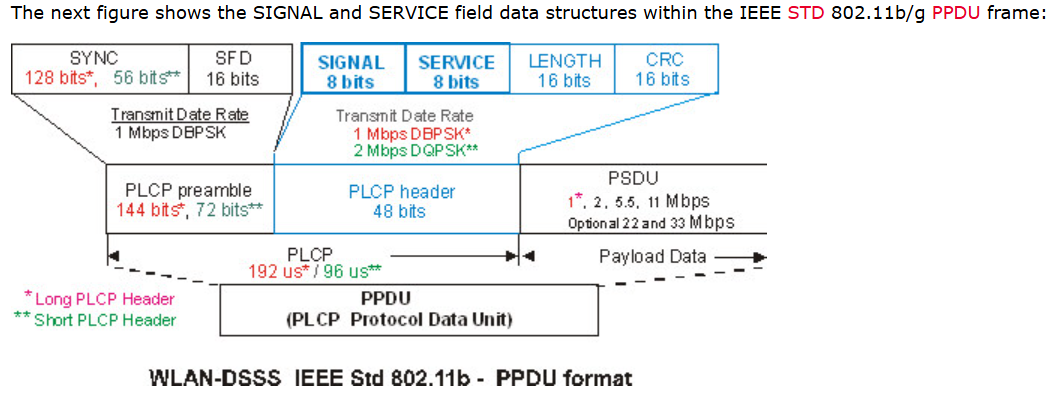 The next figure shows the SIGNAL and SERVICE field data structures within the IEEE STD 802.11b/g PPDU frame:
SYNC
128 bits*, 56 bits**
SFD
16 bits
SIGNAL
8 bits
SERVICE
8 bits
LENGTH
16 bits
CRC
16 bits
Transmit Date Rate
1 Mbps DBPSK
Transmit Date Rate
1 Mbps DBPSK*
2 Mbps DQPSK**
PLCP preamble
144 bits*, 72 bits**
PLCP header
48 bits
PSDU
1*, 2, 5.5, 11 Mbps
Optional 22 and 33 Mbps
PLCP
192 us* / 96 us**
Payload Data
* Long PLCP Header
** Short PLCP Header
PPDU
(PLCP Protocol Data Unit)
WLAN-DSSS IEEE Std 802.11b - PPDU format